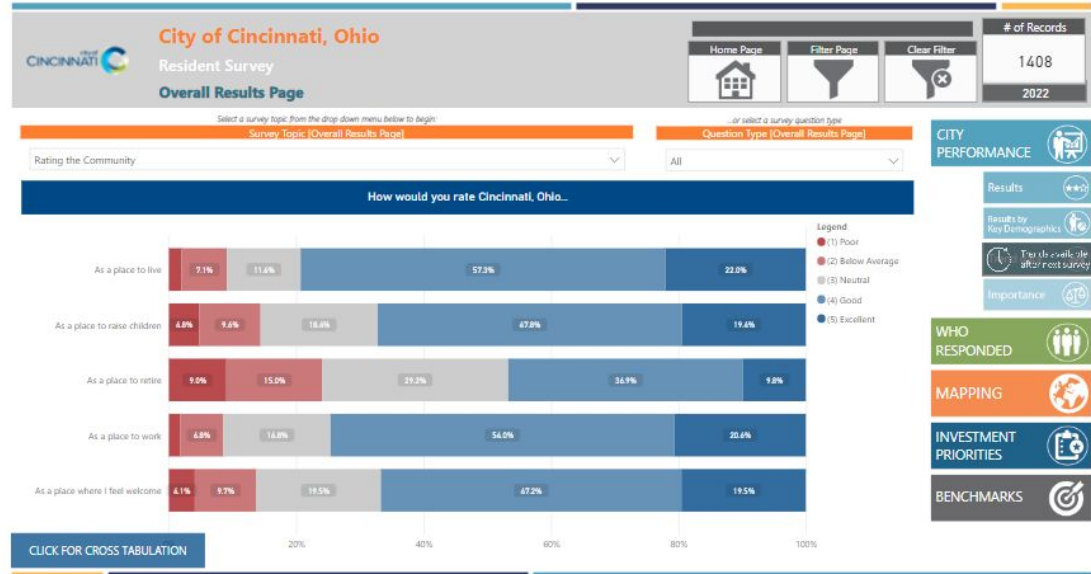 city of
CINCINNATI
City of Cincinnati, Ohio
Resident Survey
Overall Results Page
Home Page
Filter Page
Clear Filter
# of Records
1408
2022
Select a survey topic from the drop down menu below to begin:
Survey Topic [Overall Results Page]
Rating the Community
...or select a survey question type
Question Type [Overall Results Page]
All
How would you rate Cincinnati, Ohio...
Legend
(1) Poor
(2) Below Average
(3) Neutral
(4) Good
(5) Excellent
As a place to live
7.1% 11.6% 57.3% 22.0%
As a place to raise children
4.8% 9.6% 18.4% 47.8% 19.4%
As a place to retire
9.0% 15.0% 29.3% 36.9% 9.8%
As a place to work
16.8% 54.0% 20.6%
As a place where I feel welcome
4.1% 9.7% 19.5% 47.2% 19.5%
20% 40% 60% 80% 100%
CLICK FOR CROSS TABULATION
CITY
PERFORMANCE
Results
Results by
Key Demographics
Trends available
after next survey
Importance
WHO
RESPONDED
MAPPING
INVESTMENT
PRIORITIES
BENCHMARKS